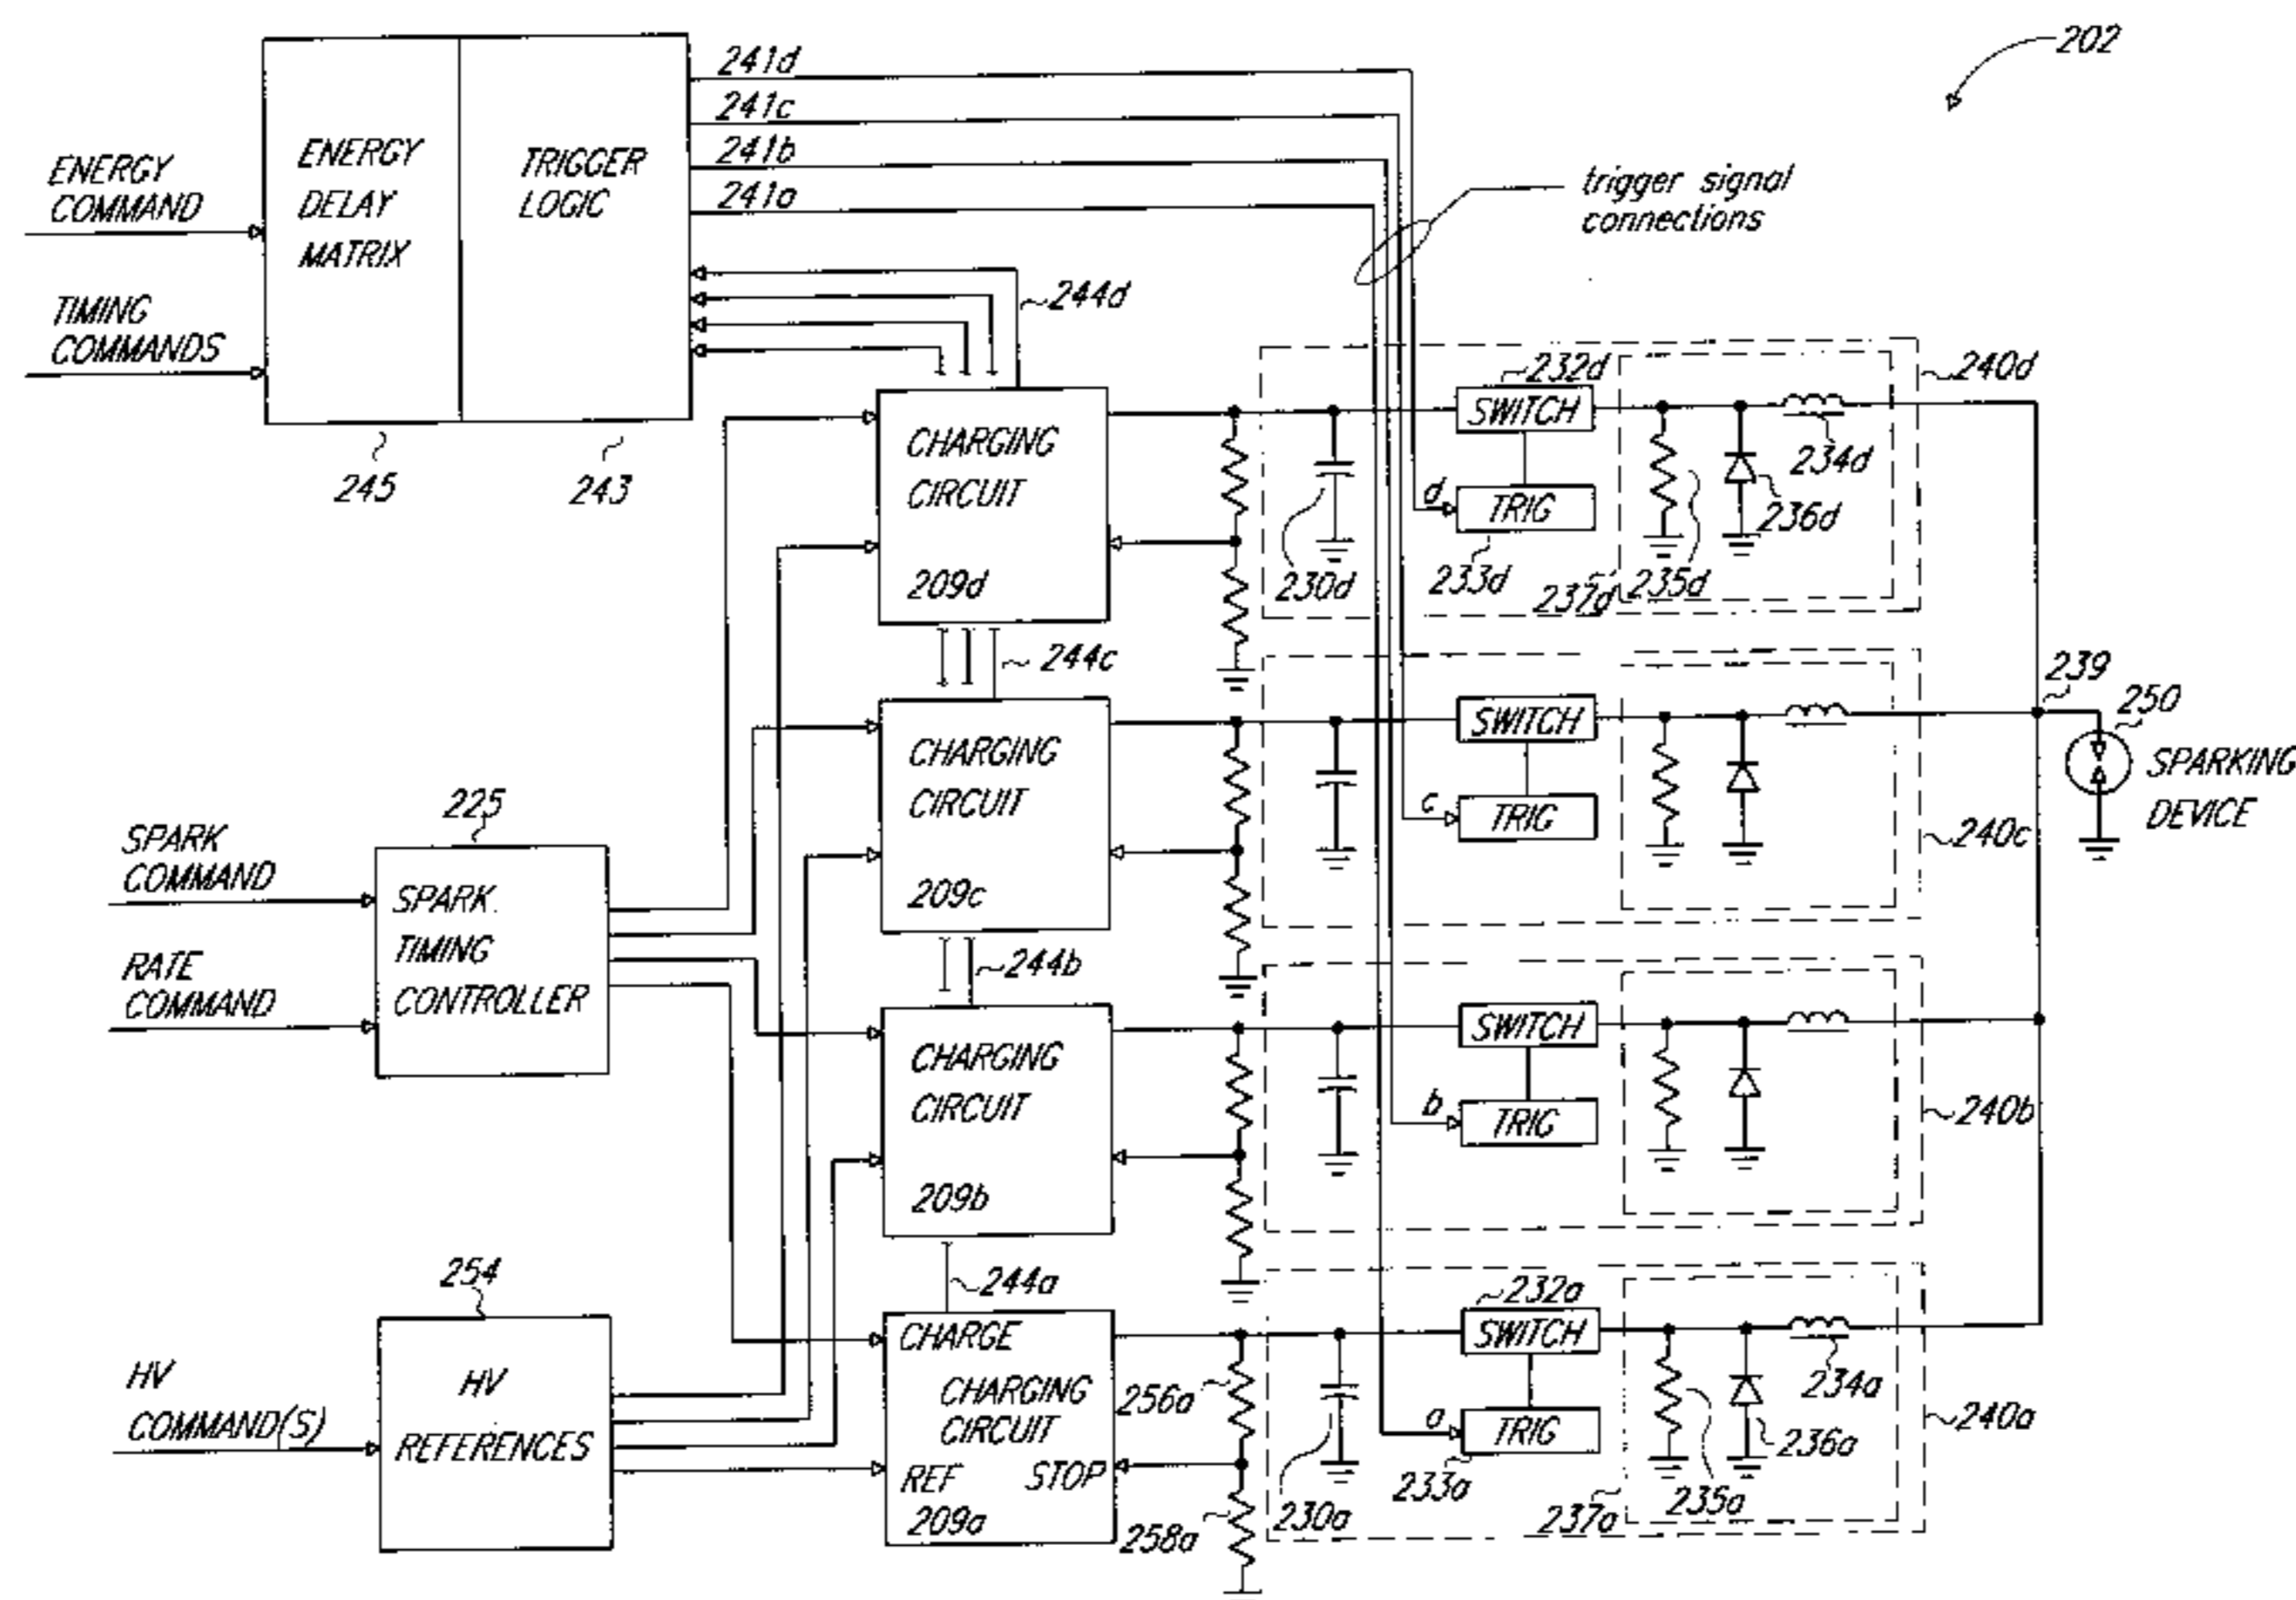 202
241d
241c
241b
241a
ENERGY
COMMAND
ENERGY
DELAY
MATRIX
TRIGGER
LOGIC
trigger signal
connections
TIMING
COMMANDS
245
243
244d
CHARGING
CIRCUIT
209d
232d
SWITCH
d
TRIG
233d
230d
234d
236d
235d
237d
240d
244c
CHARGING
CIRCUIT
209c
SWITCH
c
TRIG
239
250
SPARKING
DEVICE
240c
225
SPARK
COMMAND
RATE
COMMAND
SPARK
TIMING
CONTROLLER
244b
CHARGING
CIRCUIT
209b
SWITCH
b
TRIG
240b
254
HV
COMMAND(S)
HV
REFERENCES
244a
CHARGE
CHARGING
CIRCUIT
REF
STOP
209a
256a
258a
232a
SWITCH
a
TRIG
233a
230a
234a
236a
235a
237a
240a